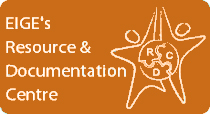 EIGE's
Resource &
Documentation
Centre
R
C
D